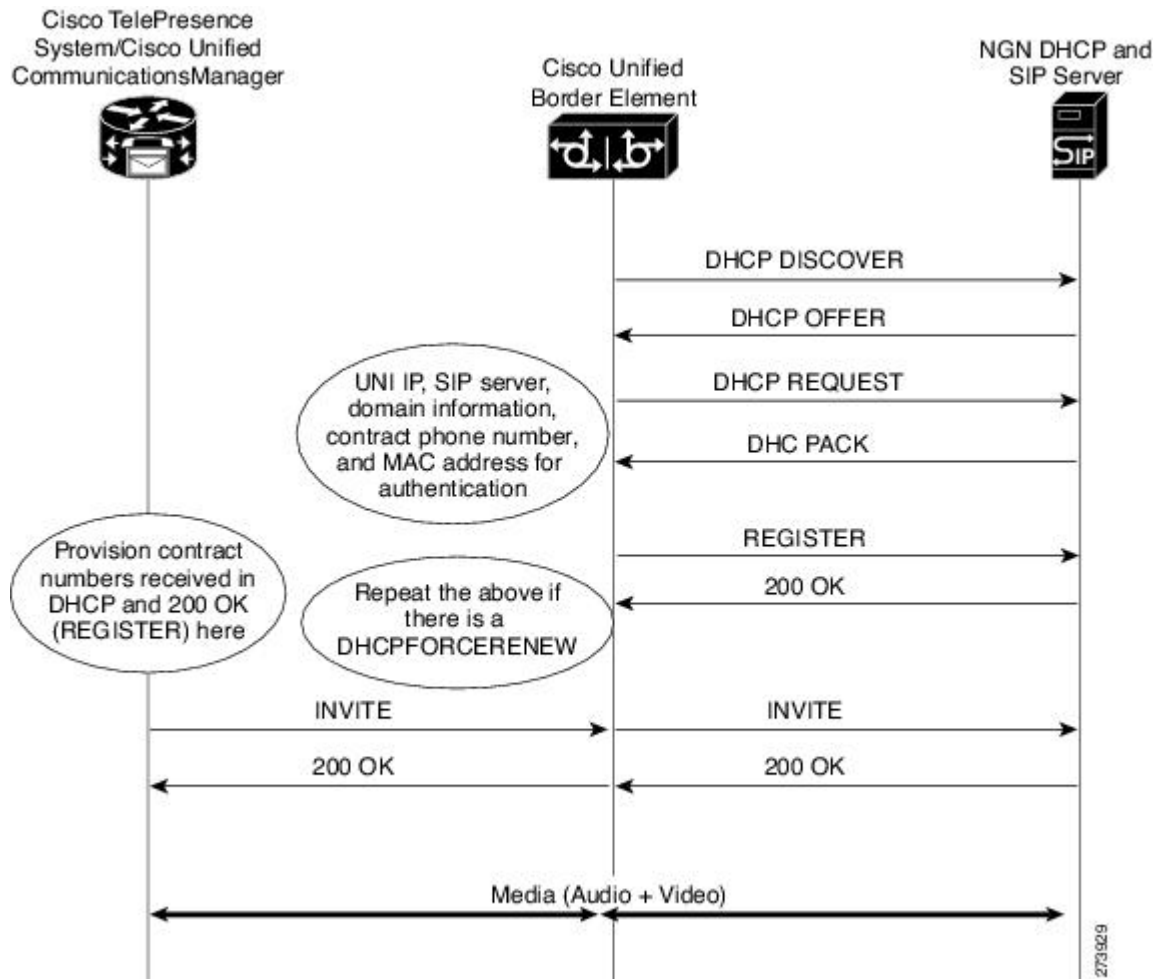 Cisco TelePresence
System/Cisco Unified
CommunicationsManager
Cisco Unified
Border Element
NGN DHCP and
SIP Server
SIP
DHCP DISCOVER
DHCP OFFER
UNI IP, SIP server,
domain information,
contract phone number,
and MAC address for
authentication
DHCP REQUEST
DHC PACK
Provision contract
numbers received in
DHCP and 200 OK
(REGISTER) here
REGISTER
200 OK
Repeat the above if
there is a
DHCPFORCERENEW
INVITE
INVITE
200 OK
200 OK
Media (Audio + Video)
273929